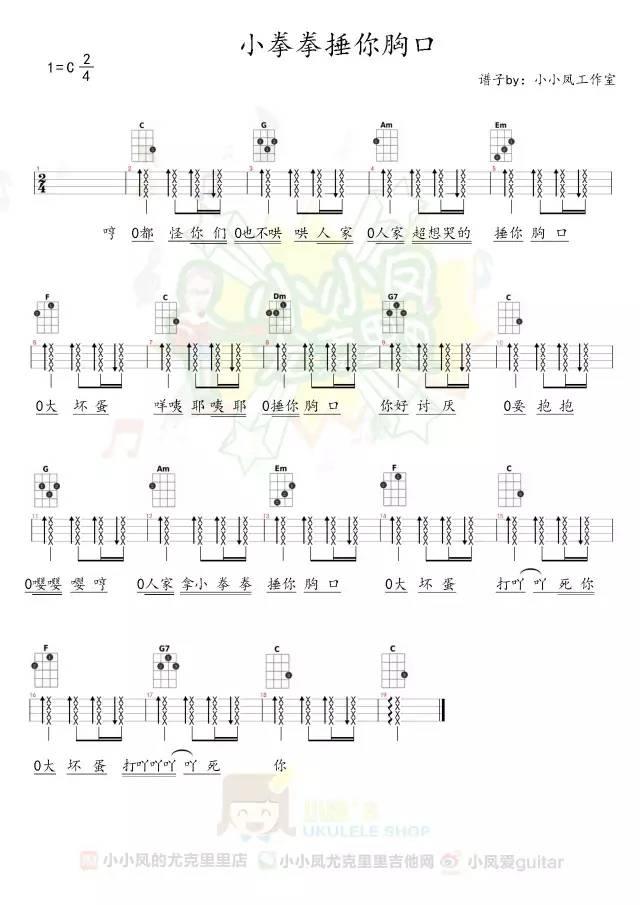 小拳拳捶你胸口
1=C 2/4
谱子by：小小凤工作室
C G Am Em
1 2 3 4 5
2/4
哼 0都 怪你们 0也不哄 哄人家 0人家超想哭的 捶你胸口
F C Dm G7 C
6 7 8 9 10
0大 坏蛋 咩咦耶咦耶 0捶你胸口 你好讨厌 0要抱抱
G Am Em F C
11 12 13 14 15
0嘤嘤嘤哼 0人家拿小拳拳 捶你胸口 0大 坏蛋 打吖吖死你
F G7 C C
16 17 18 19
0大 坏蛋 打吖吖吖吖死 你
UKULELE SHOP
小小凤的尤克里里店 小小凤尤克里里吉他网 小凤爱guitar